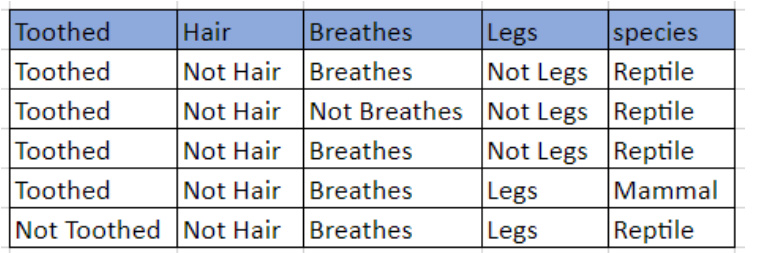 Toothed Hair Breathes Legs species
Toothed Not Hair Breathes Not Legs Reptile
Toothed Not Hair Not Breathes Not Legs Reptile
Toothed Not Hair Breathes Not Legs Reptile
Toothed Not Hair Breathes Legs Mammal
Not Toothed Not Hair Breathes Legs Reptile